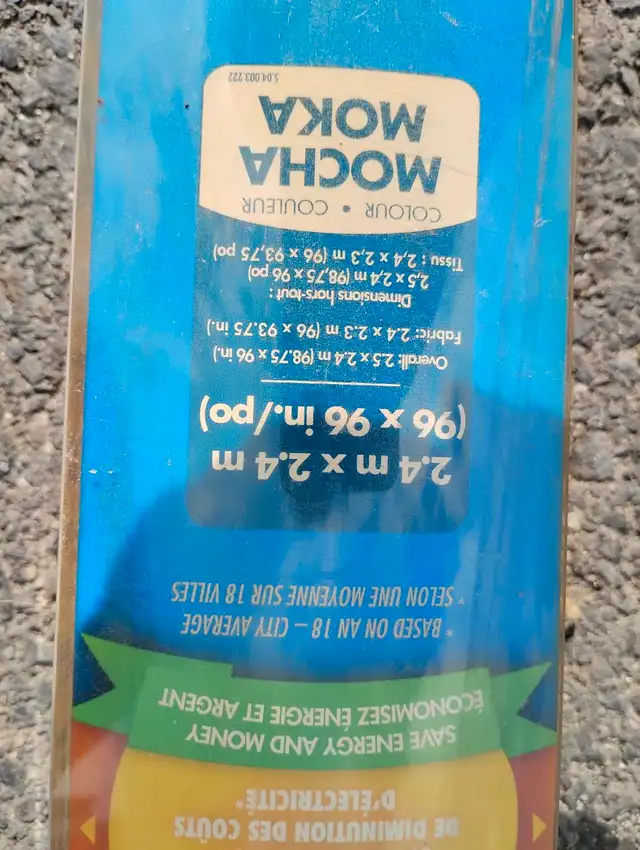 DE DIMINUTION DES COÛTS
D'ÉLECTRICITÉ*
SAVE ENERGY AND MONEY
ÉCONOMISEZ ÉNERGIE ET ARGENT
* BASED ON AN 18 – CITY AVERAGE
* SELON UNE MOYENNE SUR 18 VILLES
2.4 m x 2.4 m
(96 x 96 in./po)
Overall: 2.5 x 2.4 m (98.75 x 96 in.)
Fabric: 2.4 x 2.3 m (96 x 93.75 in.)
Dimensions hors-tout :
2,5 x 2,4 m (98,75 x 96 po)
Tissu : 2,4 x 2,3 m (96 x 93,75 po)
COLOUR • COULEUR
MOCHA
MOKA
5.04.003.222